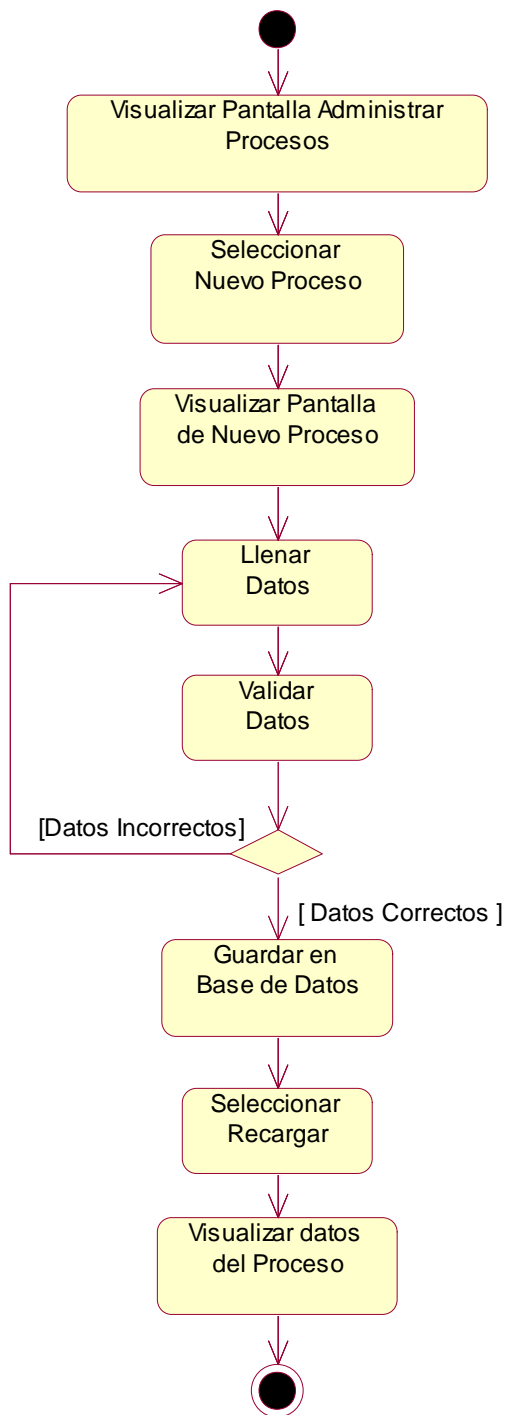 Visualizar Pantalla Administrar
Procesos
Seleccionar
Nuevo Proceso
Visualizar Pantalla
de Nuevo Proceso
Llenar
Datos
Validar
Datos
[Datos Incorrectos]
[ Datos Correctos ]
Guardar en
Base de Datos
Seleccionar
Recargar
Visualizar datos
del Proceso